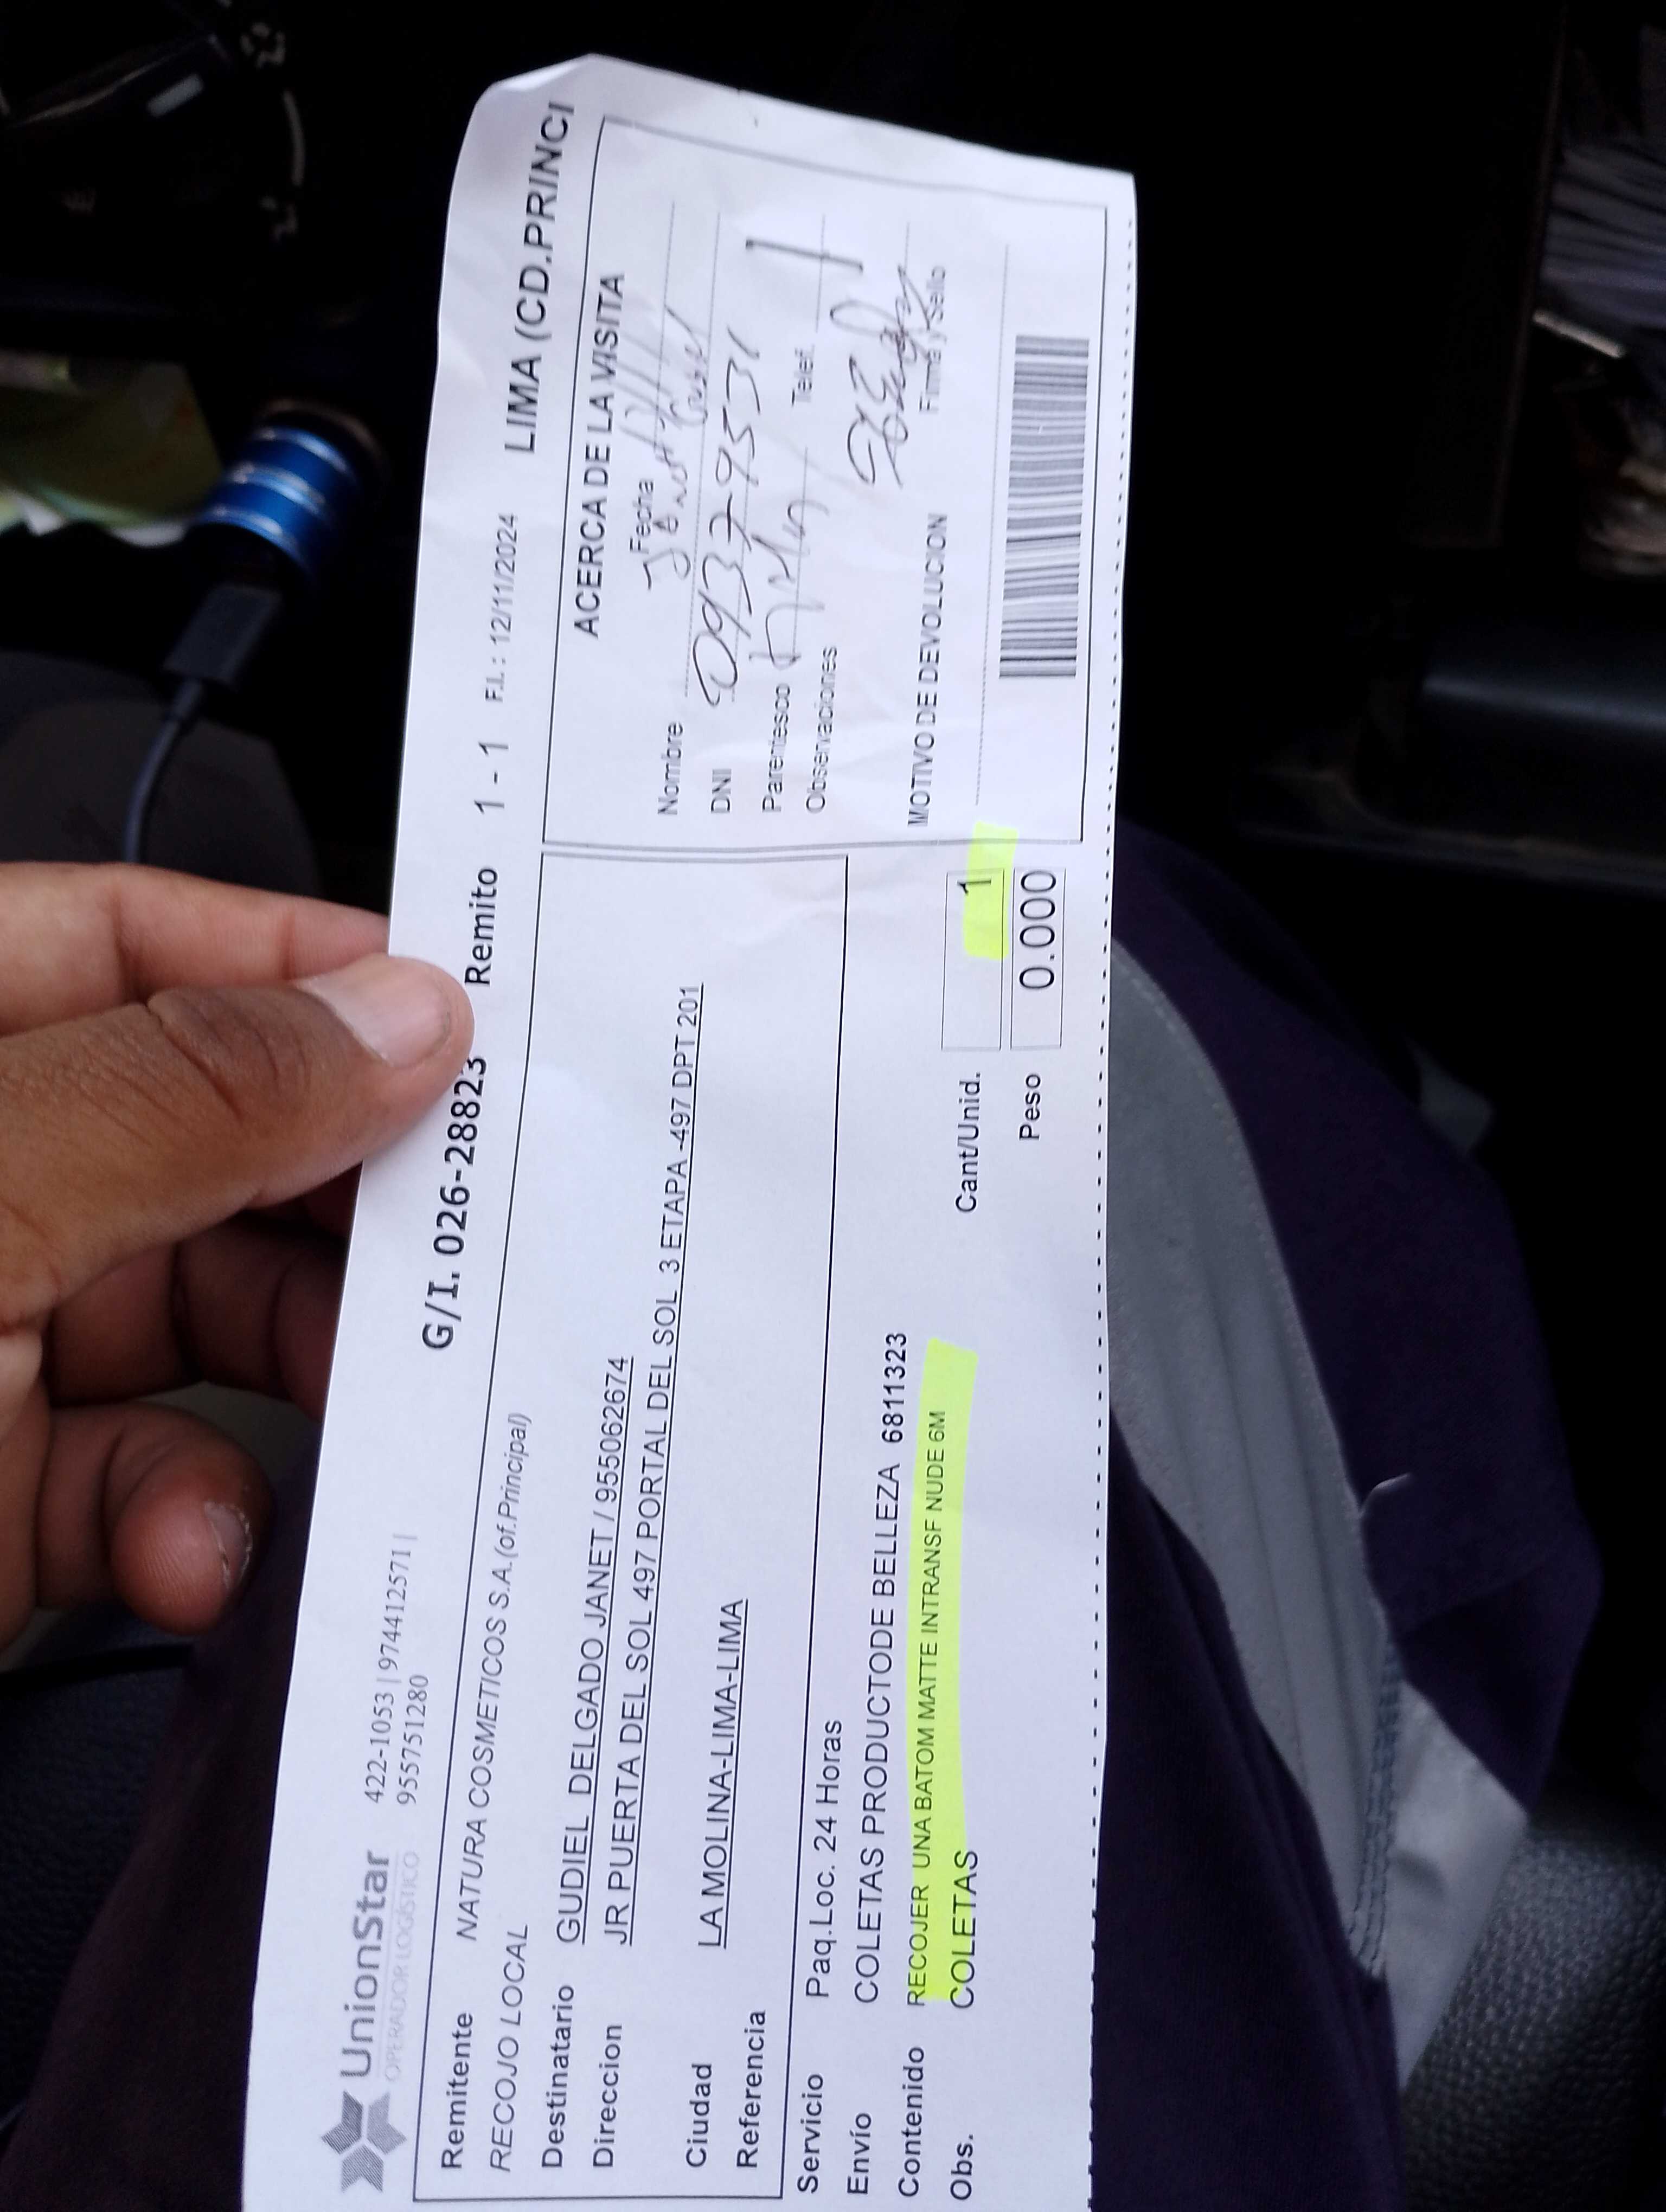 UnionStar
OPERADOR LOGÍSTICO
422-1053 | 974412571 |
955751280
G/I. 026-28823 Remito 1 - 1 F.I.: 12/11/2024 LIMA (CD.PRINCI
Remitente NATURA COSMETICOS S.A.(of.Principal)
RECOJO LOCAL
Destinatario GUDIEL DELGADO JANET / 955062674
Direccion JR PUERTA DEL SOL 497 PORTAL DEL SOL 3 ETAPA -497 DPT 201
Ciudad LA MOLINA-LIMA-LIMA
Referencia
Servicio Paq.Loc. 24 Horas
Envío COLETAS PRODUCTODE BELLEZA 6811323
Contenido RECOJER UNA BATOM MATTE INTRANSF NUDE 6M
Obs. COLETAS
Cant/Unid. 1
Peso 0.000
ACERCA DE LA VISITA
Fecha
Nombre
DNI 09379531
Parentesco
Telef.
Observaciones
Firma y Sello
MOTIVO DE DEVOLUCION